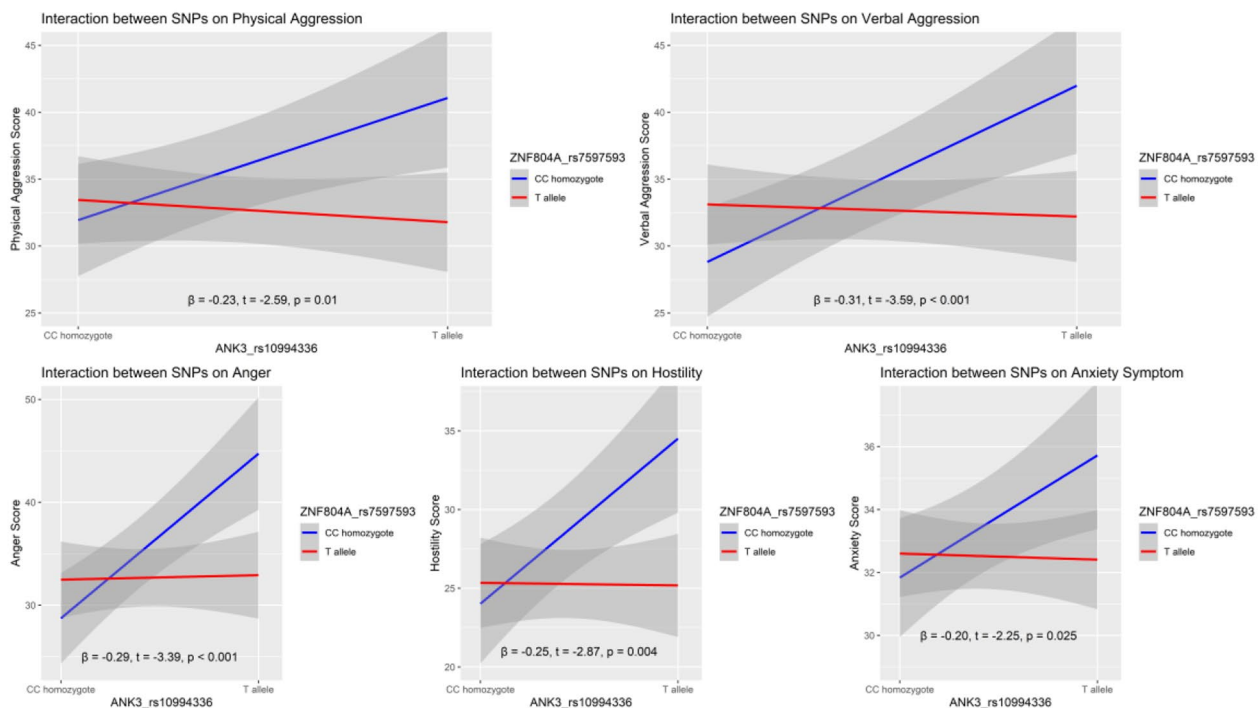 Interaction between SNPs on Physical Aggression
Physical Aggression Score
45
40
35
30
25
β = -0.23, t = -2.59, p = 0.01
CC homozygote
T allele
ANK3_rs10994336
ZNF804A_rs7597593
CC homozygote
T allele
Interaction between SNPs on Verbal Aggression
Verbal Aggression Score
45
40
35
30
25
β = -0.31, t = -3.59, p < 0.001
CC homozygote
T allele
ANK3_rs10994336
ZNF804A_rs7597593
CC homozygote
T allele
Interaction between SNPs on Anger
Anger Score
50
40
30
β = -0.29, t = -3.39, p < 0.001
CC homozygote
T allele
ANK3_rs10994336
ZNF804A_rs7597593
CC homozygote
T allele
Interaction between SNPs on Hostility
Hostility Score
35
30
25
20
β = -0.25, t = -2.87, p = 0.004
CC homozygote
T allele
ANK3_rs10994336
ZNF804A_rs7597593
CC homozygote
T allele
Interaction between SNPs on Anxiety Symptom
Anxiety Score
36
34
32
30
β = -0.20, t = -2.25, p = 0.025
CC homozygote
T allele
ANK3_rs10994336
ZNF804A_rs7597593
CC homozygote
T allele